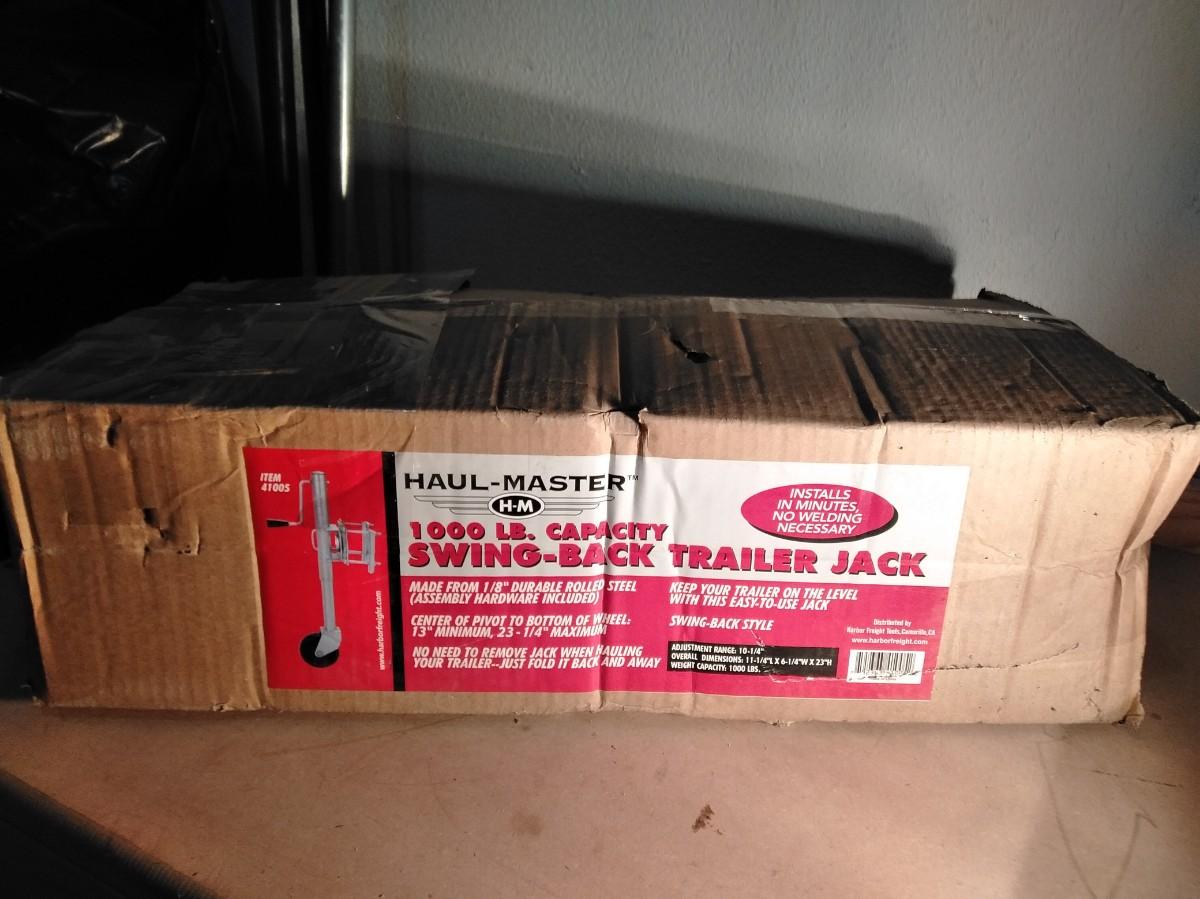 ITEM
41005
www.harborfreight.com
HAUL-MASTER™
H-M
1000 LB. CAPACITY
SWING-BACK TRAILER JACK
INSTALLS
IN MINUTES,
NO WELDING
NECESSARY
MADE FROM 1/8" DURABLE ROLLED STEEL
(ASSEMBLY HARDWARE INCLUDED)
CENTER OF PIVOT TO BOTTOM OF WHEEL:
13" MINIMUM, 23 - 1/4" MAXIMUM
NO NEED TO REMOVE JACK WHEN HAULING
YOUR TRAILER--JUST FOLD IT BACK AND AWAY
KEEP YOUR TRAILER ON THE LEVEL
WITH THIS EASY-TO-USE JACK
SWING-BACK STYLE
ADJUSTMENT RANGE: 10-1/4"
OVERALL DIMENSIONS: 11-1/4"L X 6-1/4"W X 23"H
WEIGHT CAPACITY: 1000 LBS.
Distributed by
Harbor Freight Tools, Camarillo, CA
www.harborfreight.com